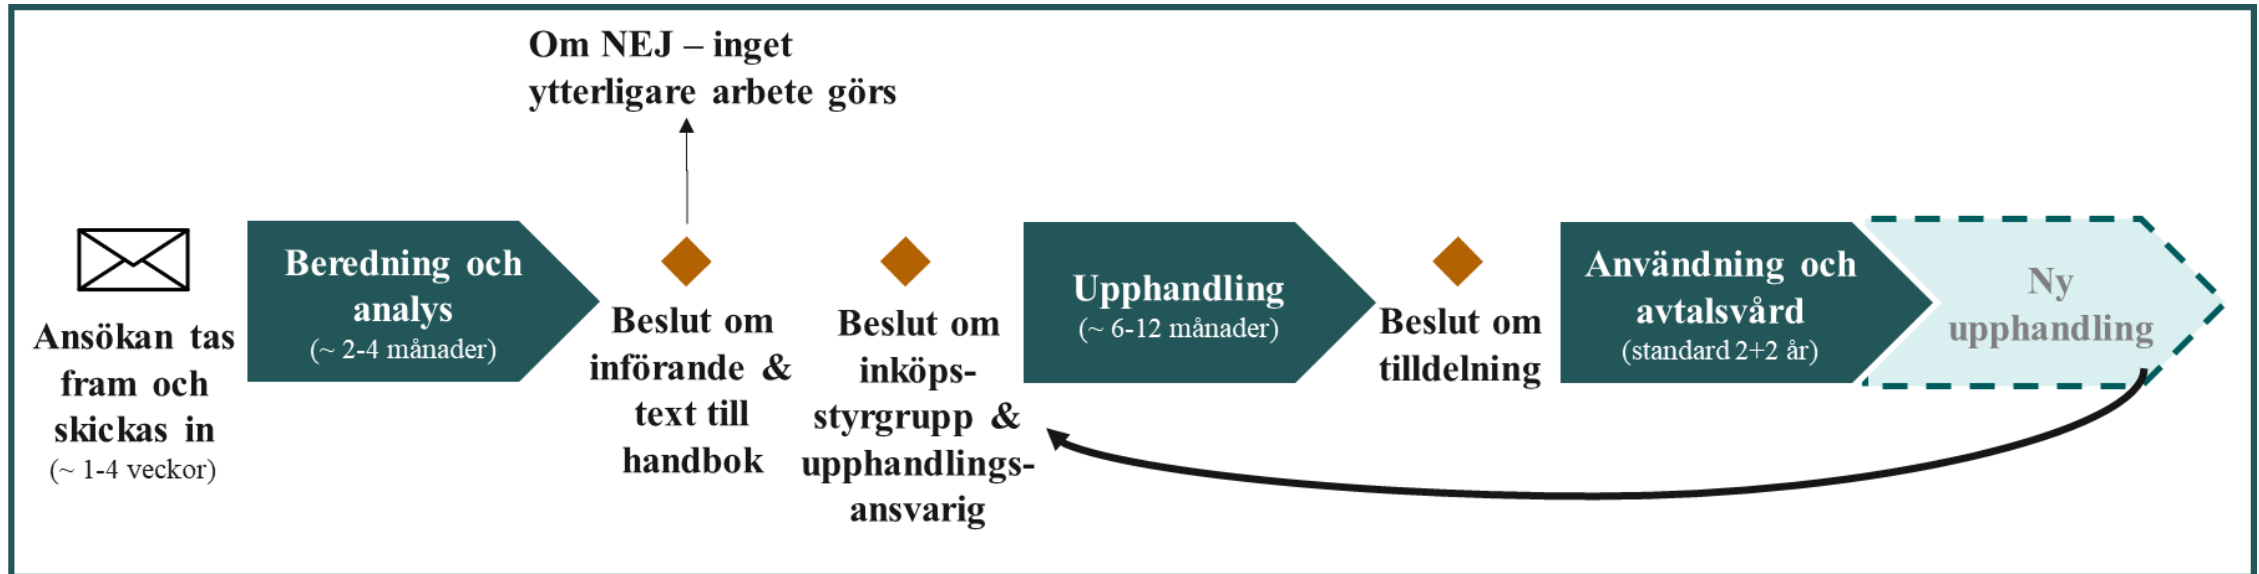 Om NEJ – inget
ytterligare arbete görs
Ansökan tas
fram och
skickas in
(~ 1-4 veckor)
Beredning och
analys
(~ 2-4 månader)
Beslut om
införande &
text till
handbok
Beslut om
inköps-
styrgrupp &
upphandlings-
ansvarig
Upphandling
(~ 6-12 månader)
Beslut om
tilldelning
Användning och
avtalsvård
(standard 2+2 år)
Ny
upphandling